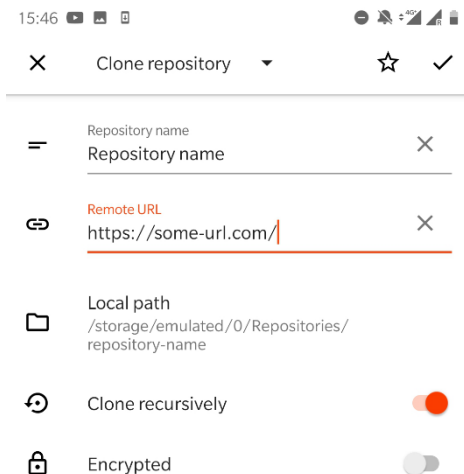 15:46
4G+
Clone repository
Repository name
Repository name
Remote URL
https://some-url.com/
Local path
/storage/emulated/0/Repositories/
repository-name
Clone recursively
Encrypted